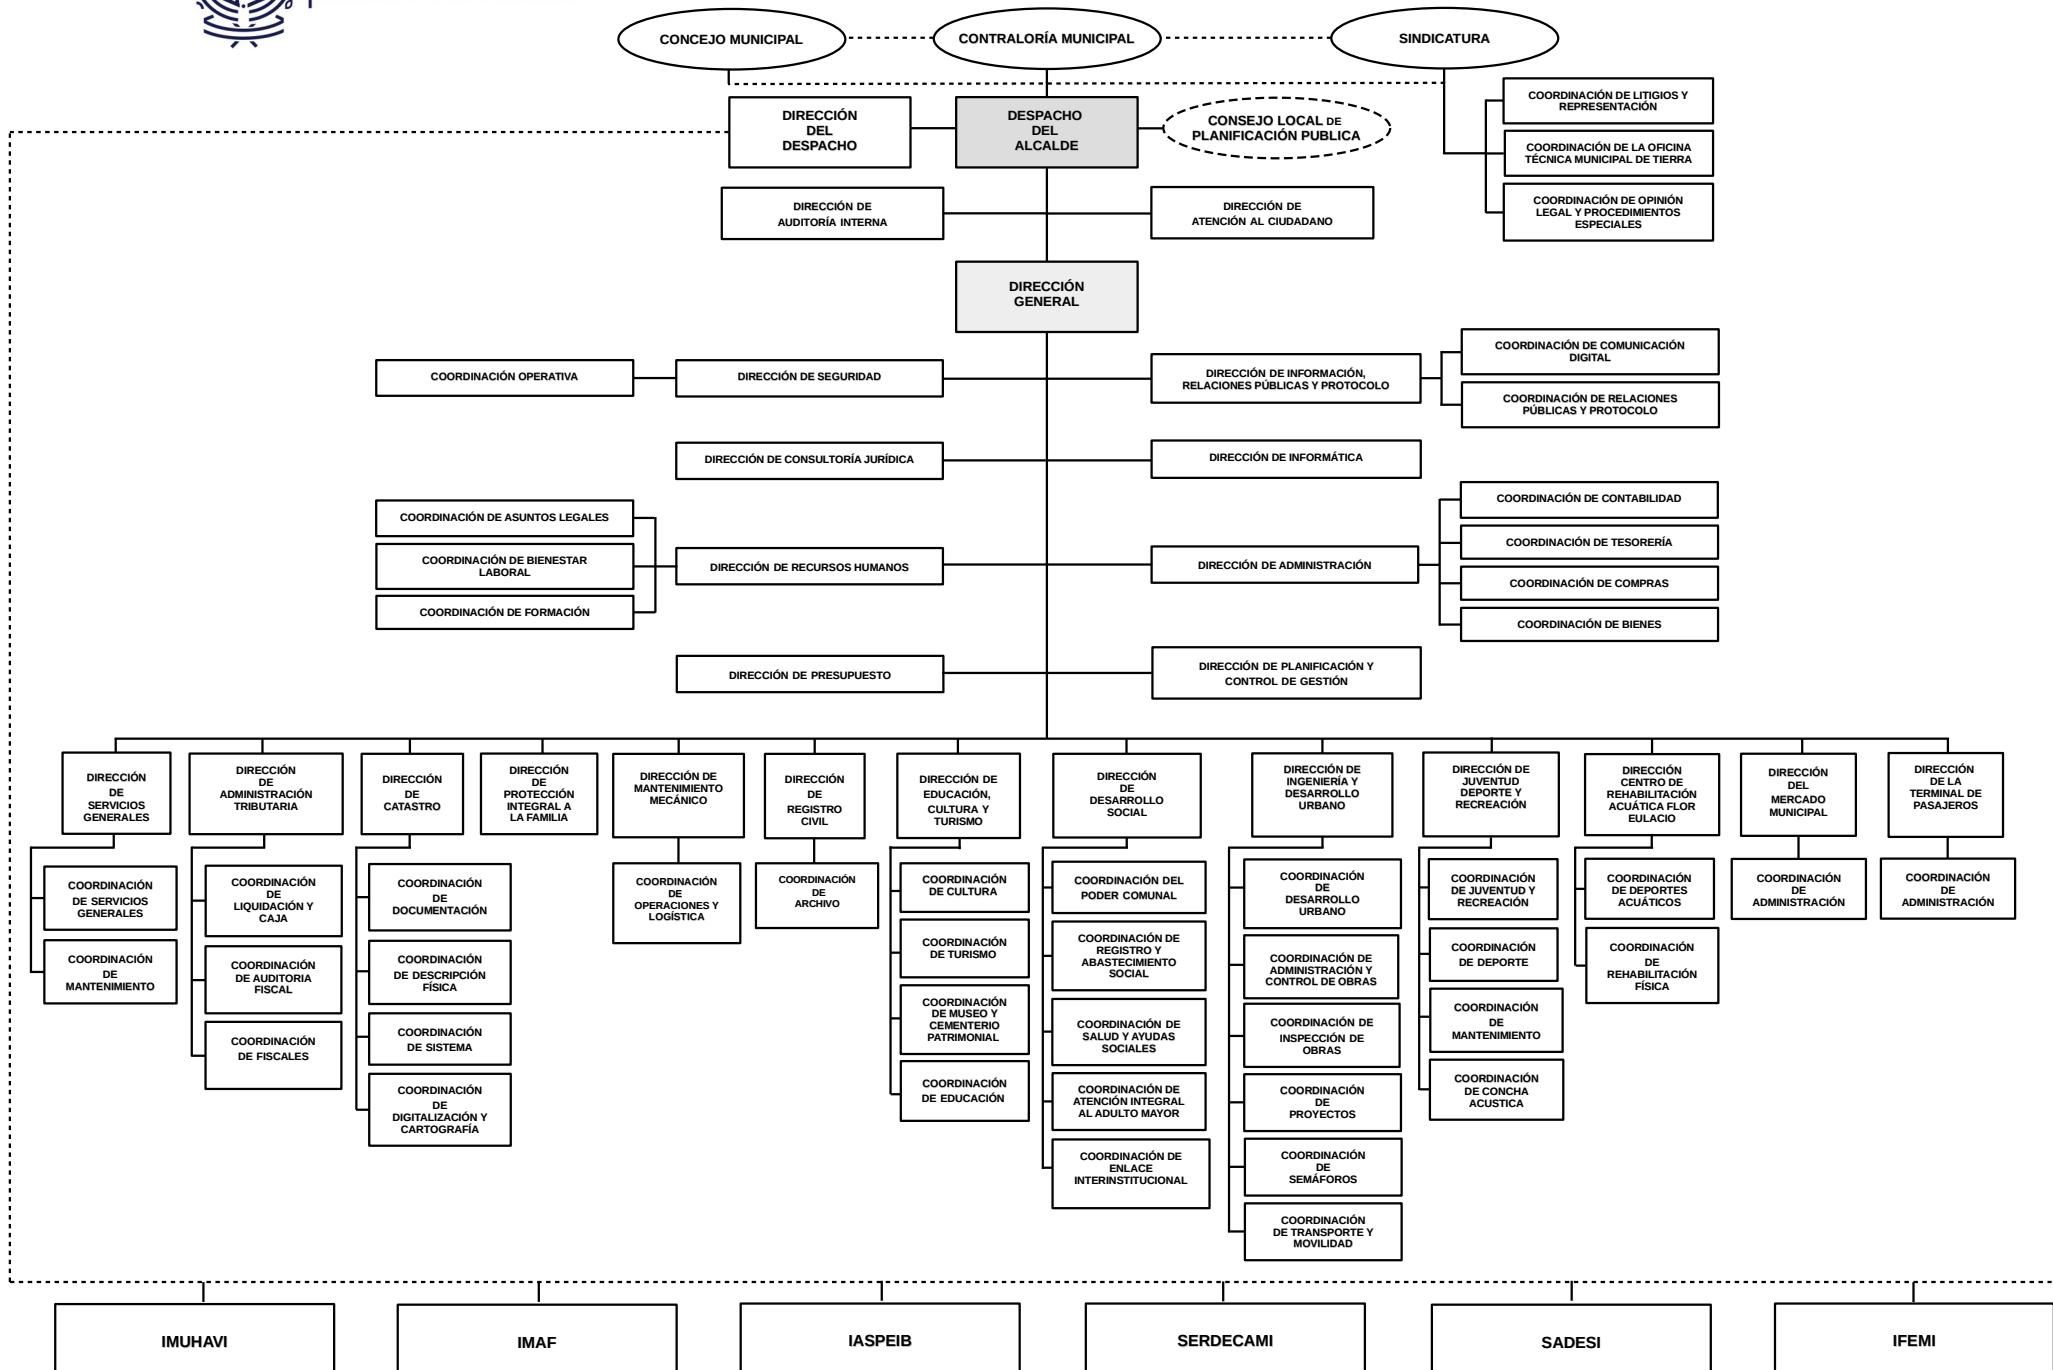 CONCEJO MUNICIPAL
CONTRALORÍA MUNICIPAL
SINDICATURA
COORDINACIÓN DE LITIGIOS Y
REPRESENTACIÓN
COORDINACIÓN DE LA OFICINA
TÉCNICA MUNICIPAL DE TIERRA
COORDINACIÓN DE OPINIÓN
LEGAL Y PROCEDIMIENTOS
ESPECIALES
DIRECCIÓN
DEL
DESPACHO
DESPACHO
DEL
ALCALDE
CONSEJO LOCAL DE
PLANIFICACIÓN PUBLICA
DIRECCIÓN DE
AUDITORÍA INTERNA
DIRECCIÓN DE
ATENCIÓN AL CIUDADANO
DIRECCIÓN
GENERAL
COORDINACIÓN OPERATIVA
DIRECCIÓN DE SEGURIDAD
DIRECCIÓN DE INFORMACIÓN,
RELACIONES PÚBLICAS Y PROTOCOLO
COORDINACIÓN DE COMUNICACIÓN
DIGITAL
COORDINACIÓN DE RELACIONES
PÚBLICAS Y PROTOCOLO
DIRECCIÓN DE CONSULTORÍA JURÍDICA
DIRECCIÓN DE INFORMÁTICA
COORDINACIÓN DE ASUNTOS LEGALES
COORDINACIÓN DE BIENESTAR
LABORAL
COORDINACIÓN DE FORMACIÓN
DIRECCIÓN DE RECURSOS HUMANOS
DIRECCIÓN DE ADMINISTRACIÓN
COORDINACIÓN DE CONTABILIDAD
COORDINACIÓN DE TESORERÍA
COORDINACIÓN DE COMPRAS
COORDINACIÓN DE BIENES
DIRECCIÓN DE PRESUPUESTO
DIRECCIÓN DE PLANIFICACIÓN Y
CONTROL DE GESTIÓN
DIRECCIÓN
DE
SERVICIOS
GENERALES
COORDINACIÓN
DE SERVICIOS
GENERALES
COORDINACIÓN
DE
MANTENIMIENTO
DIRECCIÓN
DE
ADMINISTRACIÓN
TRIBUTARIA
COORDINACIÓN
DE
LIQUIDACIÓN Y
CAJA
COORDINACIÓN
DE AUDITORIA
FISCAL
COORDINACIÓN
DE FISCALES
DIRECCIÓN
DE
CATASTRO
COORDINACIÓN
DE
DOCUMENTACIÓN
COORDINACIÓN
DE DESCRIPCIÓN
FÍSICA
COORDINACIÓN
DE SISTEMA
COORDINACIÓN
DE
DIGITALIZACIÓN Y
CARTOGRAFÍA
DIRECCIÓN
DE
PROTECCIÓN
INTEGRAL A
LA FAMILIA
DIRECCIÓN DE
MANTENIMIENTO
MECÁNICO
COORDINACIÓN
DE
OPERACIONES Y
LOGÍSTICA
DIRECCIÓN
DE
REGISTRO
CIVIL
COORDINACIÓN
DE
ARCHIVO
DIRECCIÓN DE
EDUCACIÓN,
CULTURA Y
TURISMO
COORDINACIÓN
DE CULTURA
COORDINACIÓN
DE TURISMO
COORDINACIÓN
DE MUSEO Y
CEMENTERIO
PATRIMONIAL
COORDINACIÓN
DE EDUCACIÓN
DIRECCIÓN
DE
DESARROLLO
SOCIAL
COORDINACIÓN DEL
PODER COMUNAL
COORDINACIÓN DE
REGISTRO Y
ABASTECIMIENTO
SOCIAL
COORDINACIÓN DE
SALUD Y AYUDAS
SOCIALES
COORDINACIÓN DE
ATENCIÓN INTEGRAL
AL ADULTO MAYOR
COORDINACIÓN DE
ENLACE
INTERINSTITUCIONAL
DIRECCIÓN DE
INGENIERÍA Y
DESARROLLO
URBANO
COORDINACIÓN
DE
DESARROLLO
URBANO
COORDINACIÓN DE
ADMINISTRACIÓN Y
CONTROL DE OBRAS
COORDINACIÓN DE
INSPECCIÓN DE
OBRAS
COORDINACIÓN
DE
PROYECTOS
COORDINACIÓN
DE
SEMÁFOROS
COORDINACIÓN
DE TRANSPORTE Y
MOVILIDAD
DIRECCIÓN DE
JUVENTUD
DEPORTE Y
RECREACIÓN
COORDINACIÓN
DE JUVENTUD Y
RECREACIÓN
COORDINACIÓN
DE DEPORTE
COORDINACIÓN
DE
MANTENIMIENTO
COORDINACIÓN
DE CONCHA
ACUSTICA
DIRECCIÓN
CENTRO DE
REHABILITACIÓN
ACUÁTICA FLOR
EULACIO
COORDINACIÓN
DE DEPORTES
ACUÁTICOS
COORDINACIÓN
DE
REHABILITACIÓN
FÍSICA
DIRECCIÓN
DEL
MERCADO
MUNICIPAL
COORDINACIÓN
DE
ADMINISTRACIÓN
DIRECCIÓN
DE LA
TERMINAL DE
PASAJEROS
COORDINACIÓN
DE
ADMINISTRACIÓN
IMUHAVI
IMAF
IASPEIB
SERDECAMI
SADESI
IFEMI